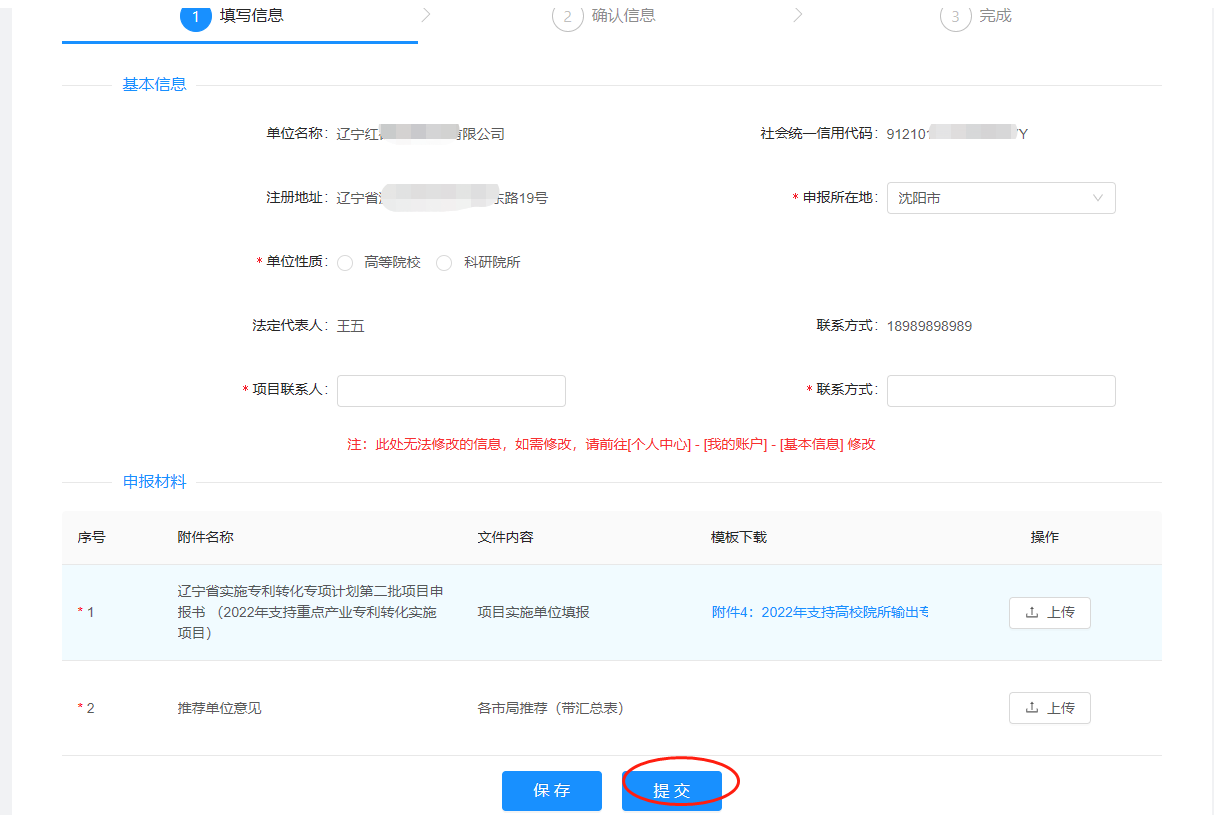 1 填写信息
2 确认信息
3 完成
基本信息
单位名称: 辽宁红 有限公司
社会统一信用代码: 91210 Y
注册地址: 辽宁省 东路19号
* 申报所在地: 沈阳市
* 单位性质: 高等院校 科研院所
法定代表人: 王五
联系方式: 18989898989
* 项目联系人:
* 联系方式:
注：此处无法修改的信息，如需修改，请前往[个人中心] - [我的账户] - [基本信息] 修改
申报材料
序号 附件名称 文件内容 模板下载 操作
辽宁省实施专利转化专项计划第二批项目申
* 1 报书 （2022年支持重点产业专利转化实施 项目实施单位填报 附件4：2022年支持高校院所输出专 上传
项目）
* 2 推荐单位意见 各市局推荐（带汇总表） 上传
保 存 提 交